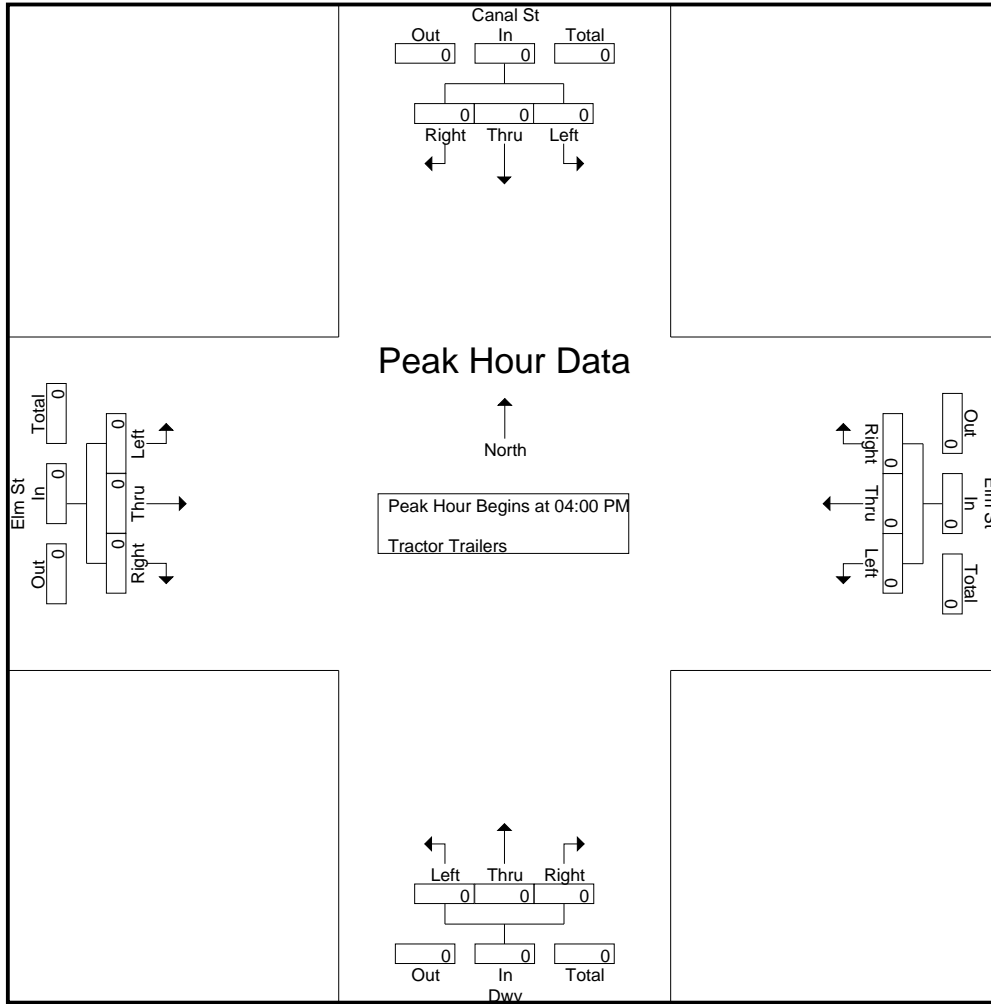 Canal St
Out In Total
0 0 0
0 0 0
Right Thru Left
Peak Hour Data
North
Peak Hour Begins at 04:00 PM
Tractor Trailers
Elm St
Total In Out
0 0 0
0 0 0
Left Thru Right
Elm St
Out In Total
0 0 0
0 0 0
Right Thru Left
Left Thru Right
0 0 0
0 0 0
Out In Total
Dwy